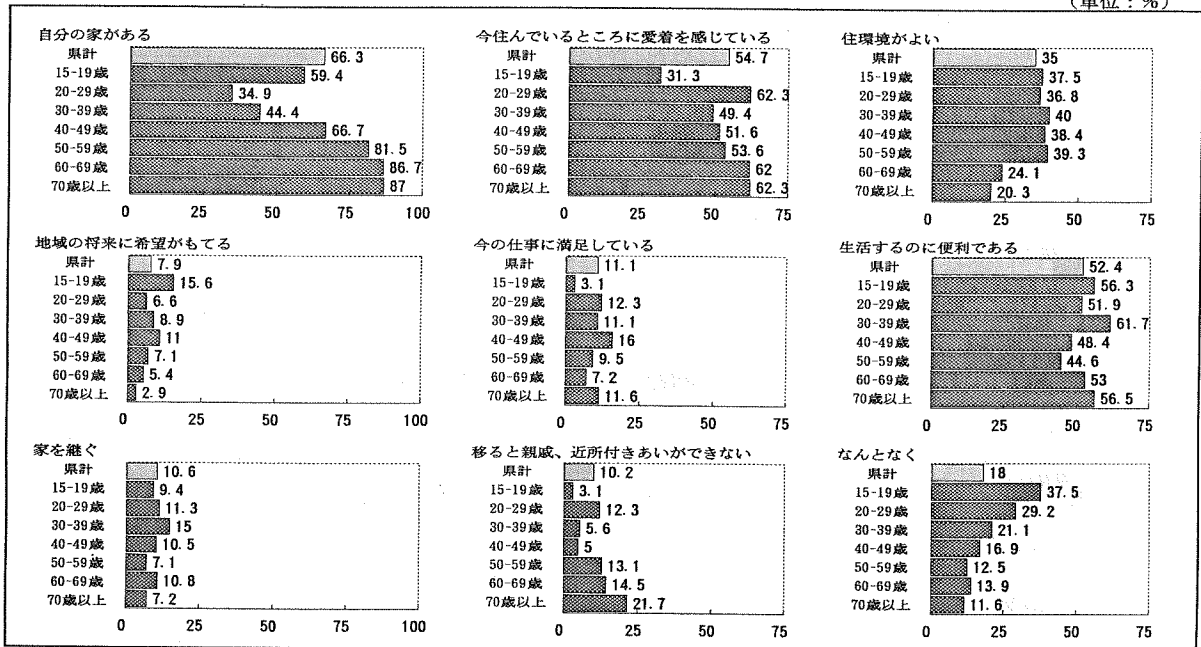 （単位：％）
自分の家がある
県計 66.3
15-19歳 59.4
20-29歳 34.9
30-39歳 44.4
40-49歳 66.7
50-59歳 81.5
60-69歳 86.7
70歳以上 87
0 25 50 75 100
今住んでいるところに愛着を感じている
県計 54.7
15-19歳 31.3
20-29歳 62.3
30-39歳 49.4
40-49歳 51.6
50-59歳 53.6
60-69歳 62
70歳以上 62.3
0 25 50 75
住環境がよい
県計 35
15-19歳 37.5
20-29歳 36.8
30-39歳 40
40-49歳 38.4
50-59歳 39.3
60-69歳 24.1
70歳以上 20.3
0 25 50 75
地域の将来に希望がもてる
県計 7.9
15-19歳 15.6
20-29歳 6.6
30-39歳 8.9
40-49歳 11
50-59歳 7.1
60-69歳 5.4
70歳以上 2.9
0 25 50 75 100
今の仕事に満足している
県計 11.1
15-19歳 3.1
20-29歳 12.3
30-39歳 11.1
40-49歳 16
50-59歳 9.5
60-69歳 7.2
70歳以上 11.6
0 25 50 75
生活するのに便利である
県計 52.4
15-19歳 56.3
20-29歳 51.9
30-39歳 61.7
40-49歳 48.4
50-59歳 44.6
60-69歳 53
70歳以上 56.5
0 25 50 75
家を継ぐ
県計 10.6
15-19歳 9.4
20-29歳 11.3
30-39歳 15
40-49歳 10.5
50-59歳 7.1
60-69歳 10.8
70歳以上 7.2
0 25 50 75 100
移ると親戚、近所付きあいができない
県計 10.2
15-19歳 3.1
20-29歳 12.3
30-39歳 5.6
40-49歳 5
50-59歳 13.1
60-69歳 14.5
70歳以上 21.7
0 25 50 75
なんとなく
県計 18
15-19歳 37.5
20-29歳 29.2
30-39歳 21.1
40-49歳 16.9
50-59歳 12.5
60-69歳 13.9
70歳以上 11.6
0 25 50 75